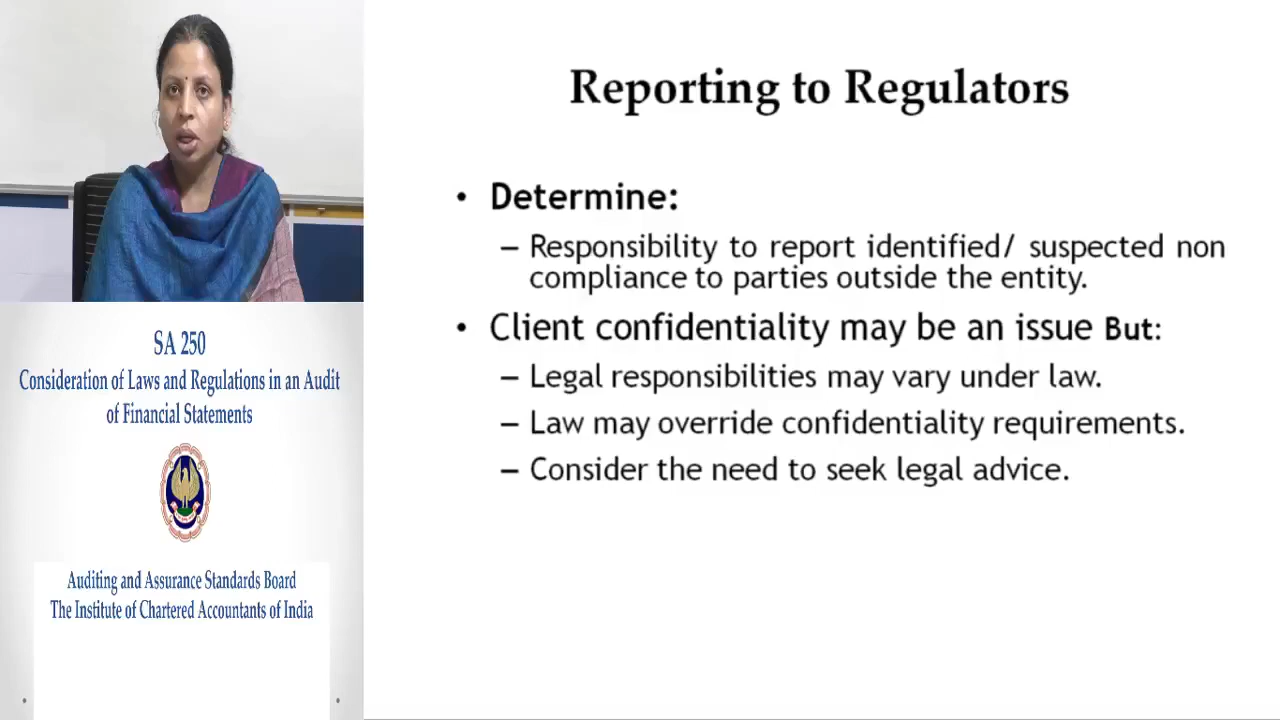 Reporting to Regulators
• Determine:
– Responsibility to report identified/ suspected non
compliance to parties outside the entity.
• Client confidentiality may be an issue But:
– Legal responsibilities may vary under law.
– Law may override confidentiality requirements.
– Consider the need to seek legal advice.
SA 250
Consideration of Laws and Regulations in an Audit
of Financial Statements
Auditing and Assurance Standards Board
The Institute of Chartered Accountants of India